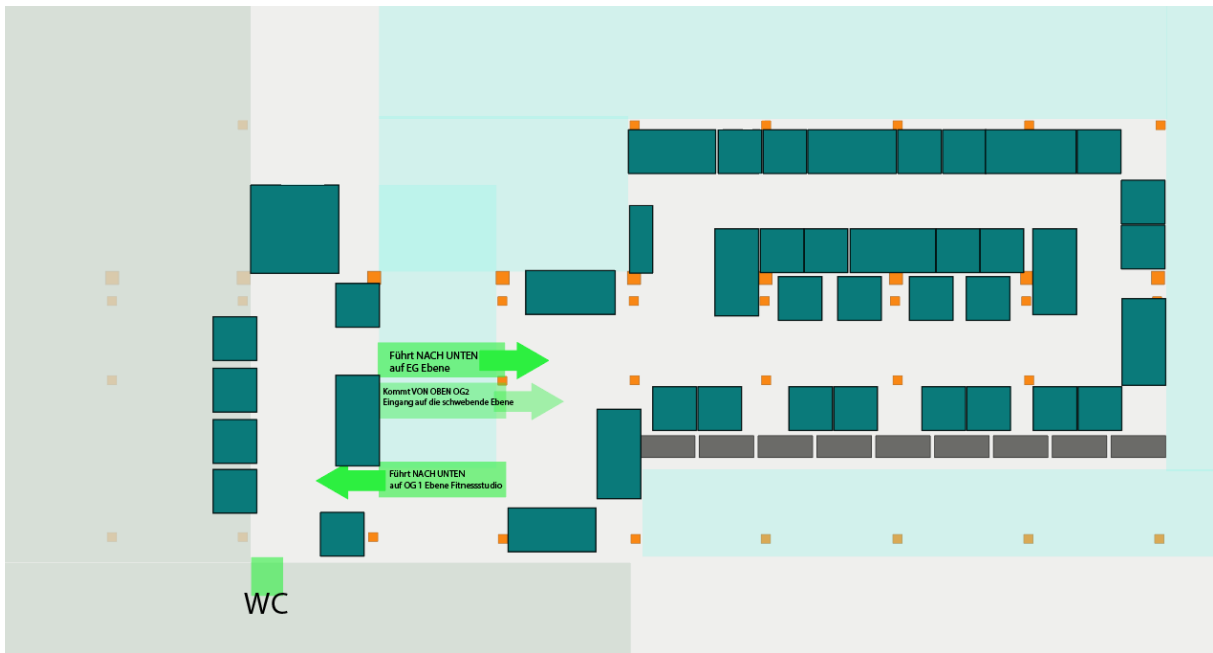 Führt NACH UNTEN
auf EG Ebene
Kommt VON OBEN OG2
Eingang auf die schwebende Ebene
Führt NACH UNTEN
auf OG 1 Ebene Fitnessstudio
WC